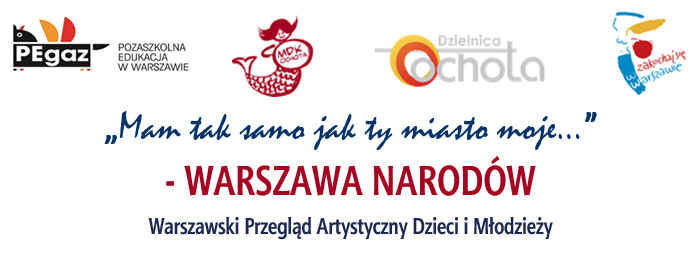 PEgaz
POZASZKOLNA
EDUKACJA
W WARSZAWIE
MDK
OCHOTA
Dzielnica
Ochota
zakochaj się
w
warszawie
„Mam tak samo jak ty miasto moje...”
- WARSZAWA NARODÓW
Warszawski Przegląd Artystyczny Dzieci i Młodzieży